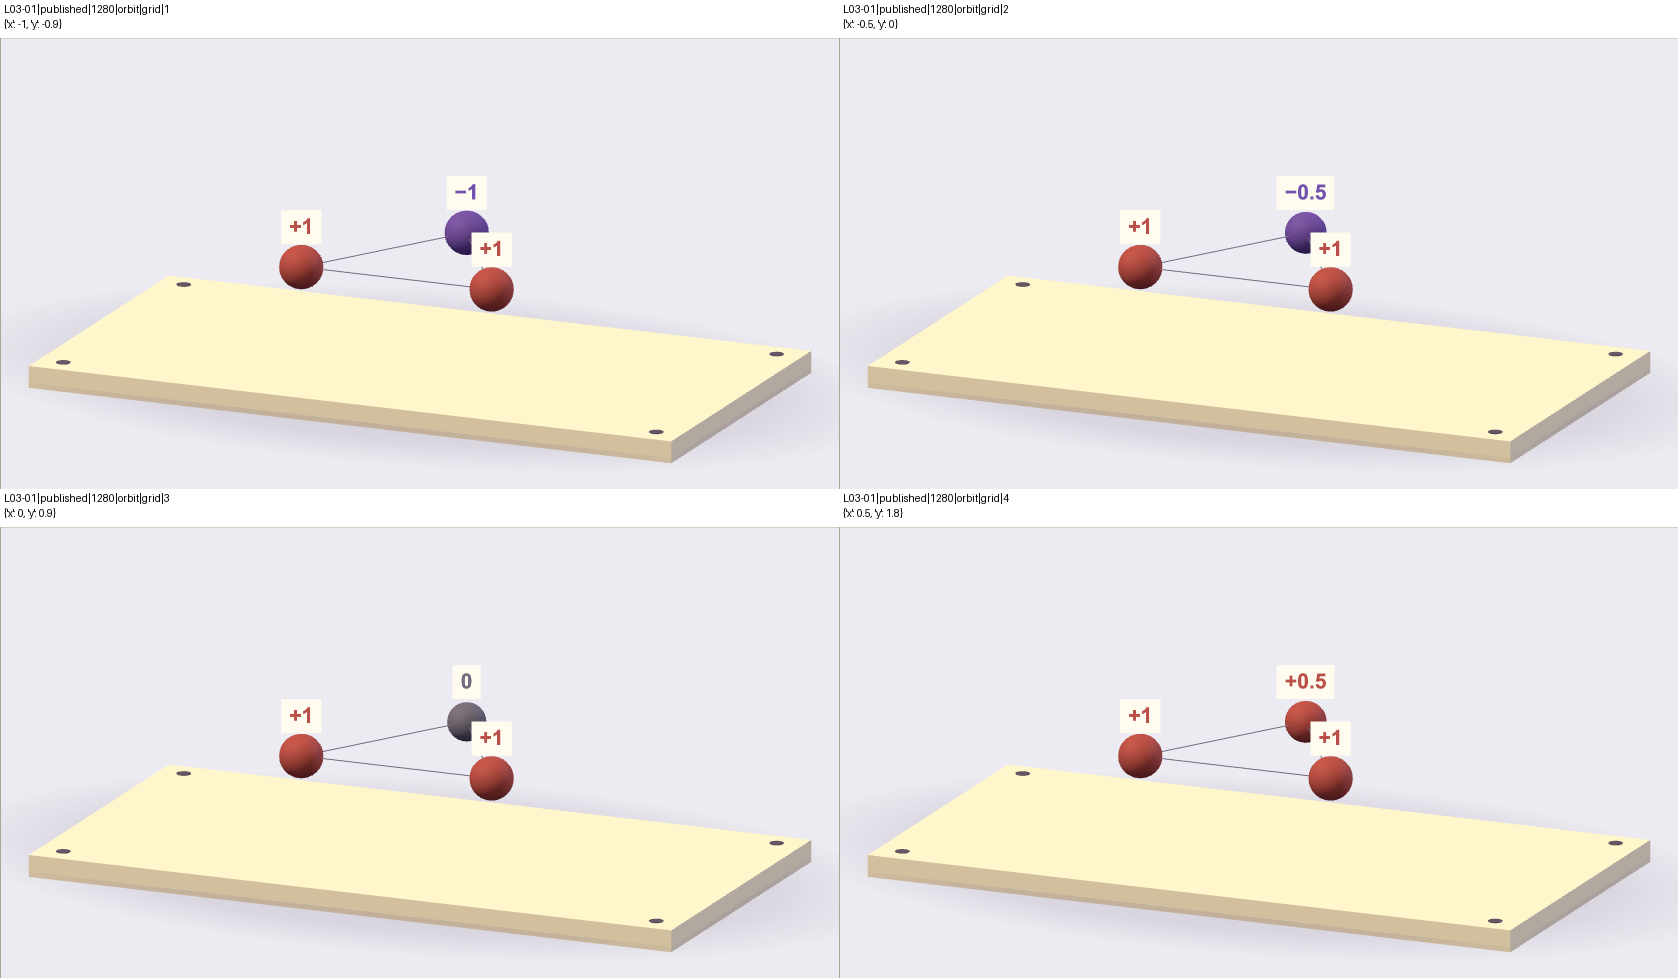 L03-01|published|1280|orbit|grid|1
{'x': -1, 'y': -0.9}
−1
+1
+1
L03-01|published|1280|orbit|grid|2
{'x': -0.5, 'y': 0}
−0.5
+1
+1
L03-01|published|1280|orbit|grid|3
{'x': 0, 'y': 0.9}
0
+1
+1
L03-01|published|1280|orbit|grid|4
{'x': 0.5, 'y': 1.8}
+0.5
+1
+1